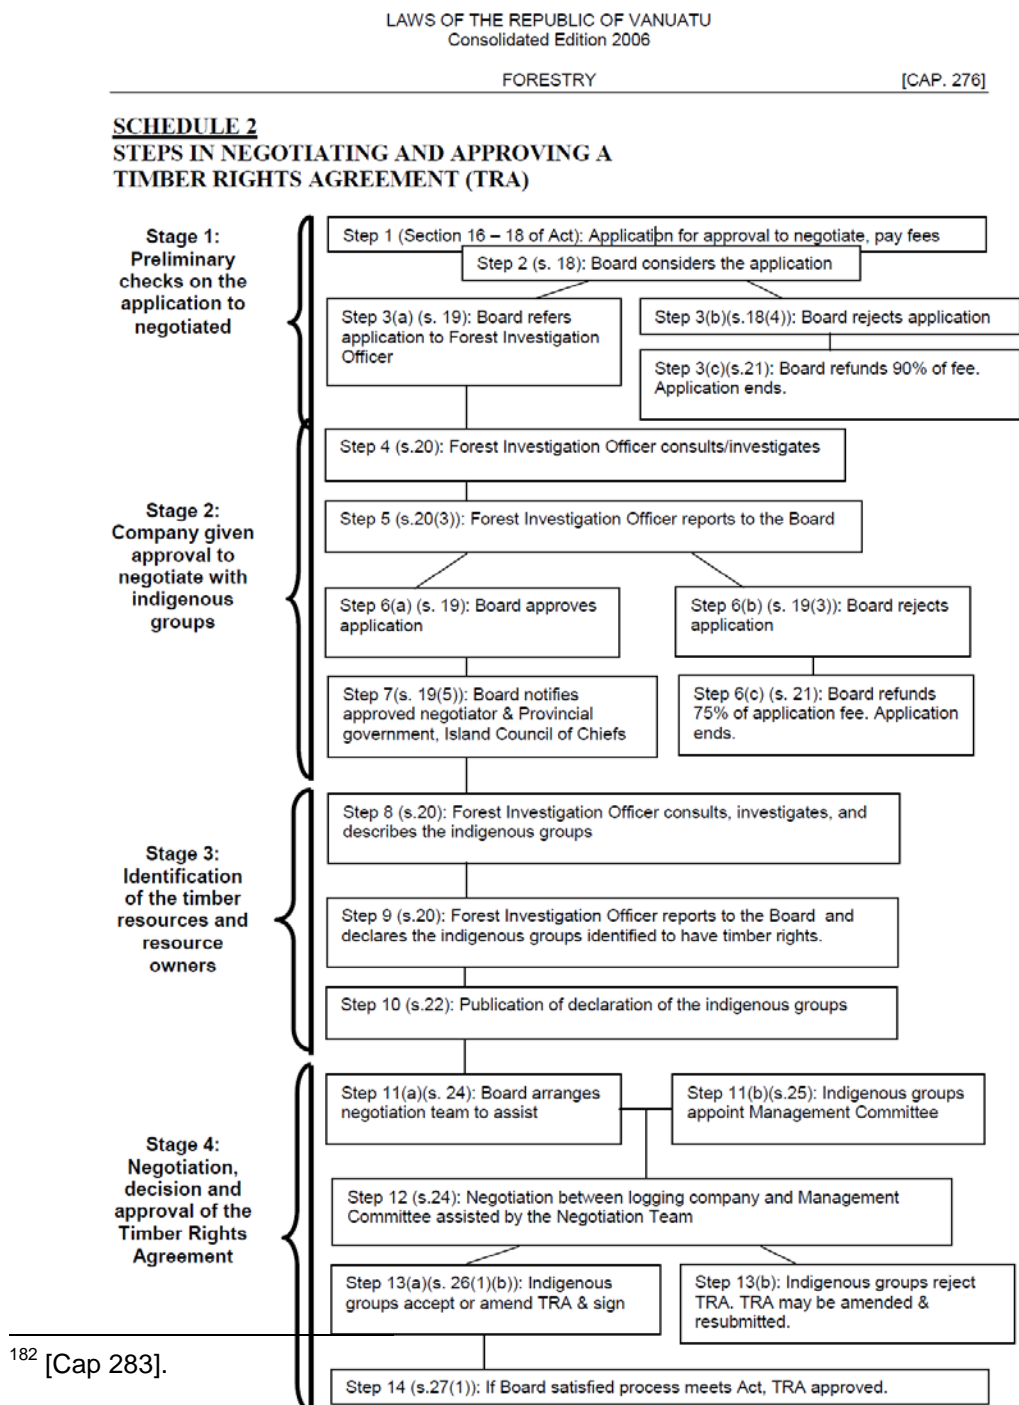 LAWS OF THE REPUBLIC OF VANUATU
Consolidated Edition 2006
FORESTRY [CAP. 276]
SCHEDULE 2
STEPS IN NEGOTIATING AND APPROVING A
TIMBER RIGHTS AGREEMENT (TRA)
Stage 1:
Preliminary
checks on the
application to
negotiated
Step 1 (Section 16 – 18 of Act): Application for approval to negotiate, pay fees
Step 2 (s. 18): Board considers the application
Step 3(a) (s. 19): Board refers
application to Forest Investigation
Officer
Step 3(b)(s.18(4)): Board rejects application
Step 3(c)(s.21): Board refunds 90% of fee.
Application ends.
Stage 2:
Company given
approval to
negotiate with
indigenous
groups
Step 4 (s.20): Forest Investigation Officer consults/investigates
Step 5 (s.20(3)): Forest Investigation Officer reports to the Board
Step 6(a) (s. 19): Board approves
application
Step 6(b) (s. 19(3)): Board rejects
application
Step 7(s. 19(5)): Board notifies
approved negotiator & Provincial
government, Island Council of Chiefs
Step 6(c) (s. 21): Board refunds
75% of application fee. Application
ends.
Stage 3:
Identification
of the timber
resources and
resource
owners
Step 8 (s.20): Forest Investigation Officer consults, investigates, and
describes the indigenous groups
Step 9 (s.20): Forest Investigation Officer reports to the Board and
declares the indigenous groups identified to have timber rights.
Step 10 (s.22): Publication of declaration of the indigenous groups
Stage 4:
Negotiation,
decision and
approval of the
Timber Rights
Agreement
Step 11(a)(s. 24): Board arranges
negotiation team to assist
Step 11(b)(s.25): Indigenous groups
appoint Management Committee
Step 12 (s.24): Negotiation between logging company and Management
Committee assisted by the Negotiation Team
Step 13(a)(s. 26(1)(b)): Indigenous
groups accept or amend TRA & sign
Step 13(b): Indigenous groups reject
TRA. TRA may be amended &
resubmitted.
Step 14 (s.27(1)): If Board satisfied process meets Act, TRA approved.
182 [Cap 283].